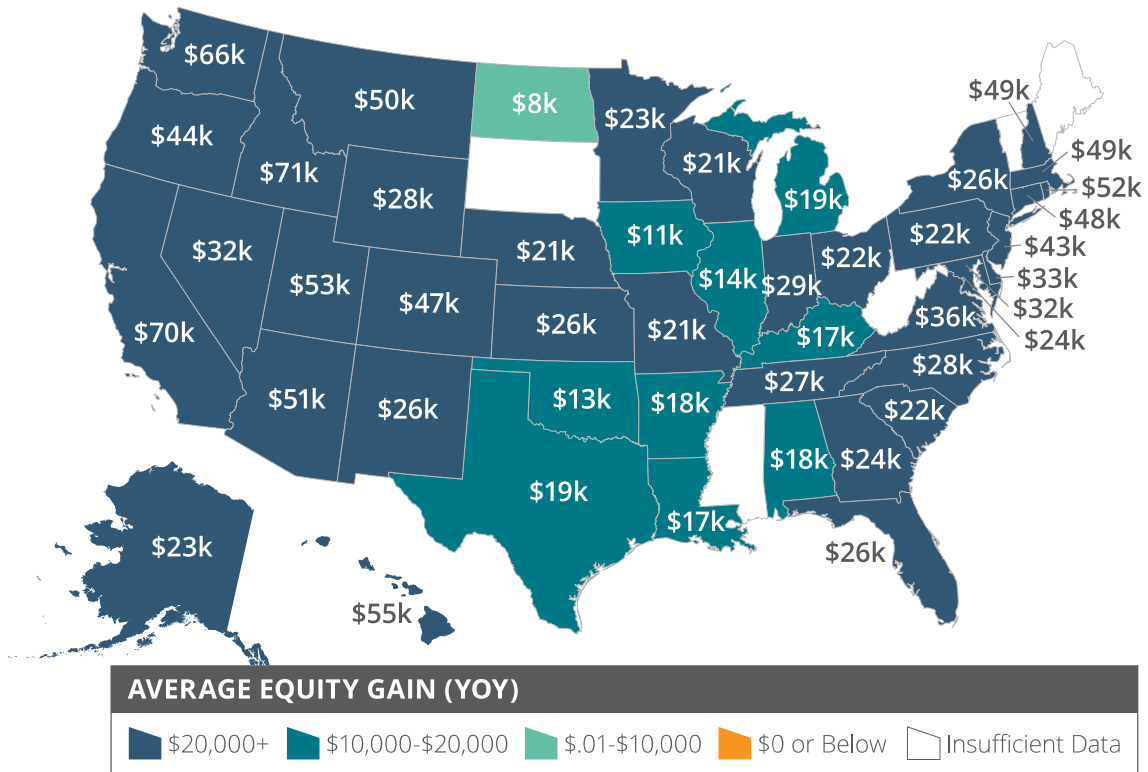 $66k
$50k
$8k
$23k
$49k
$44k
$21k
$49k
$71k
$28k
$19k
$26k
$52k
$48k
$11k
$22k
$43k
$32k
$21k
$22k
$33k
$53k
$47k
$14k
$29k
$32k
$70k
$26k
$21k
$17k
$36k
$24k
$28k
$51k
$26k
$13k
$18k
$27k
$22k
$19k
$18k
$24k
$17k
$23k
$26k
$55k
AVERAGE EQUITY GAIN (YOY)
$20,000+ $10,000-$20,000 $.01-$10,000 $0 or Below Insufficient Data